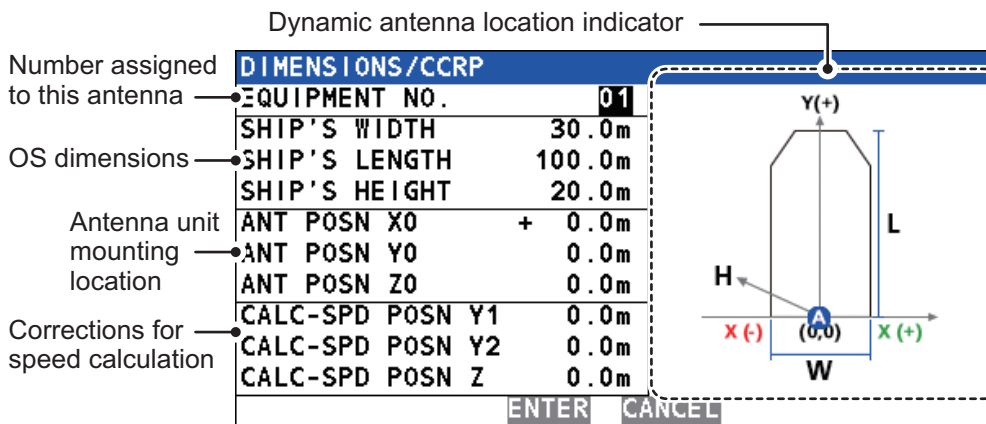 Dynamic antenna location indicator
Number assigned
to this antenna
OS dimensions
Antenna unit
mounting
location
Corrections for
speed calculation
DIMENSIONS/CCRP
EQUIPMENT NO. 01
SHIP'S WIDTH 30.0m
SHIP'S LENGTH 100.0m
SHIP'S HEIGHT 20.0m
ANT POSN X0 + 0.0m
ANT POSN Y0 0.0m
ANT POSN Z0 0.0m
CALC-SPD POSN Y1 0.0m
CALC-SPD POSN Y2 0.0m
CALC-SPD POSN Z 0.0m
ENTER CANCEL
Y(+)
L
H
A
X (-) (0,0) X (+)
W